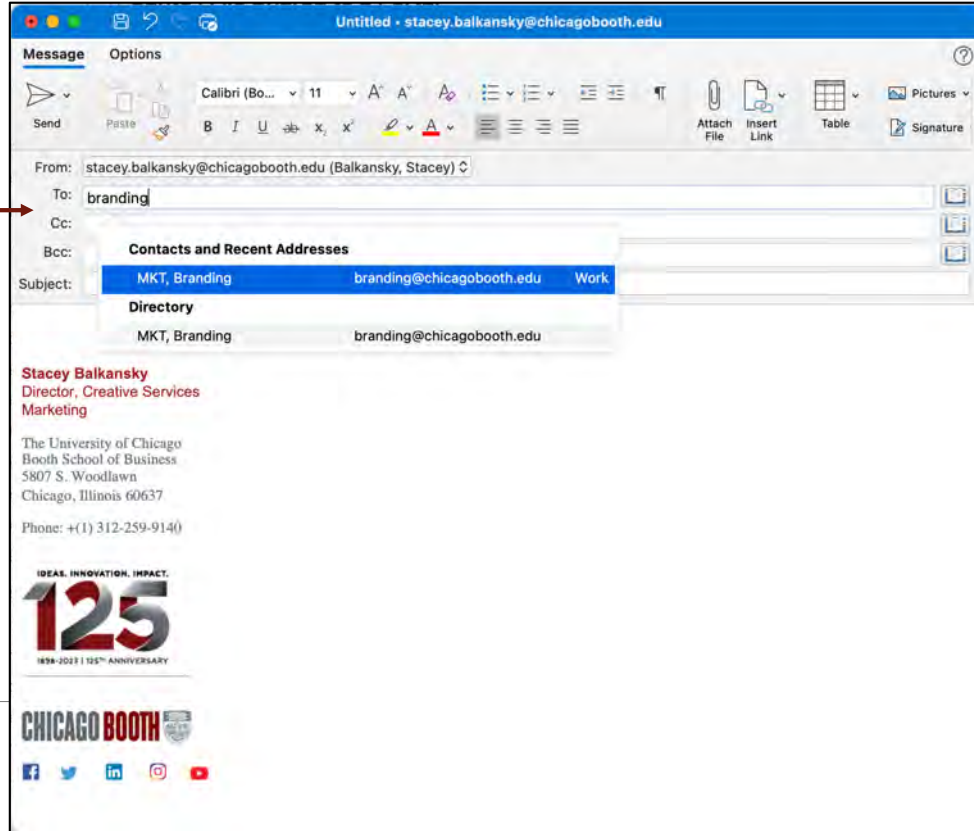 Untitled • stacey.balkansky@chicagobooth.edu
Message Options
Calibri (Bo... 11 A^ A˅ A
Send Paste B I U ab x, x² A Attach File Insert Link Table Pictures Signature
From: stacey.balkansky@chicagobooth.edu (Balkansky, Stacey)
To: branding
Cc:
Bcc:
Subject:
Contacts and Recent Addresses
MKT, Branding branding@chicagobooth.edu Work
Directory
MKT, Branding branding@chicagobooth.edu
Stacey Balkansky
Director, Creative Services
Marketing
The University of Chicago
Booth School of Business
5807 S. Woodlawn
Chicago, Illinois 60637
Phone: +(1) 312-259-9140
IDEAS. INNOVATION. IMPACT.
125
1898-2023 | 125TH ANNIVERSARY
CHICAGO BOOTH